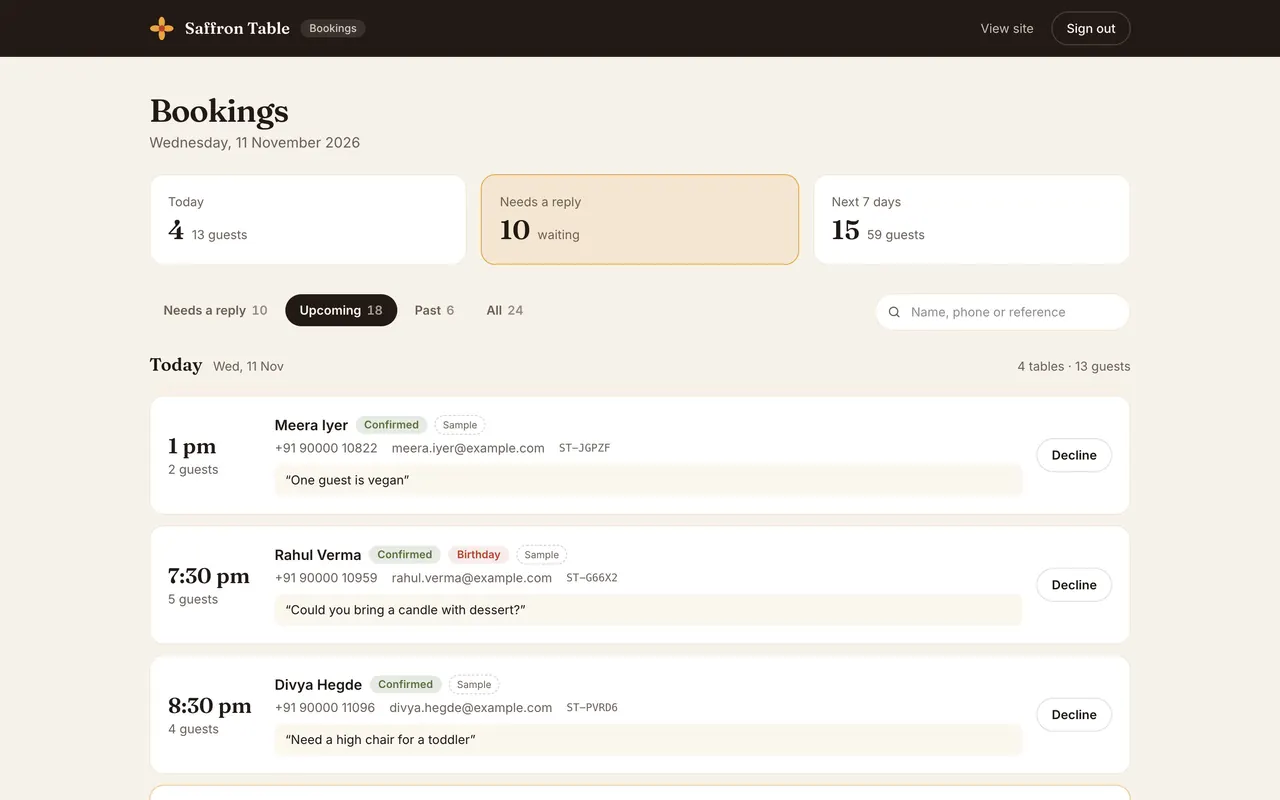 Saffron Table Bookings View site Sign out
Bookings
Wednesday, 11 November 2026
Today
4 13 guests
Needs a reply
10 waiting
Next 7 days
15 59 guests
Needs a reply 10 Upcoming 18 Past 6 All 24 Name, phone or reference
Today Wed, 11 Nov 4 tables · 13 guests
1 pm
2 guests
Meera Iyer Confirmed Sample
+91 90000 10822 meera.iyer@example.com ST-JGPZF
“One guest is vegan”
Decline
7:30 pm
5 guests
Rahul Verma Confirmed Birthday Sample
+91 90000 10959 rahul.verma@example.com ST-G66X2
“Could you bring a candle with dessert?”
Decline
8:30 pm
4 guests
Divya Hegde Confirmed Sample
+91 90000 11096 divya.hegde@example.com ST-PVRD6
“Need a high chair for a toddler”
Decline